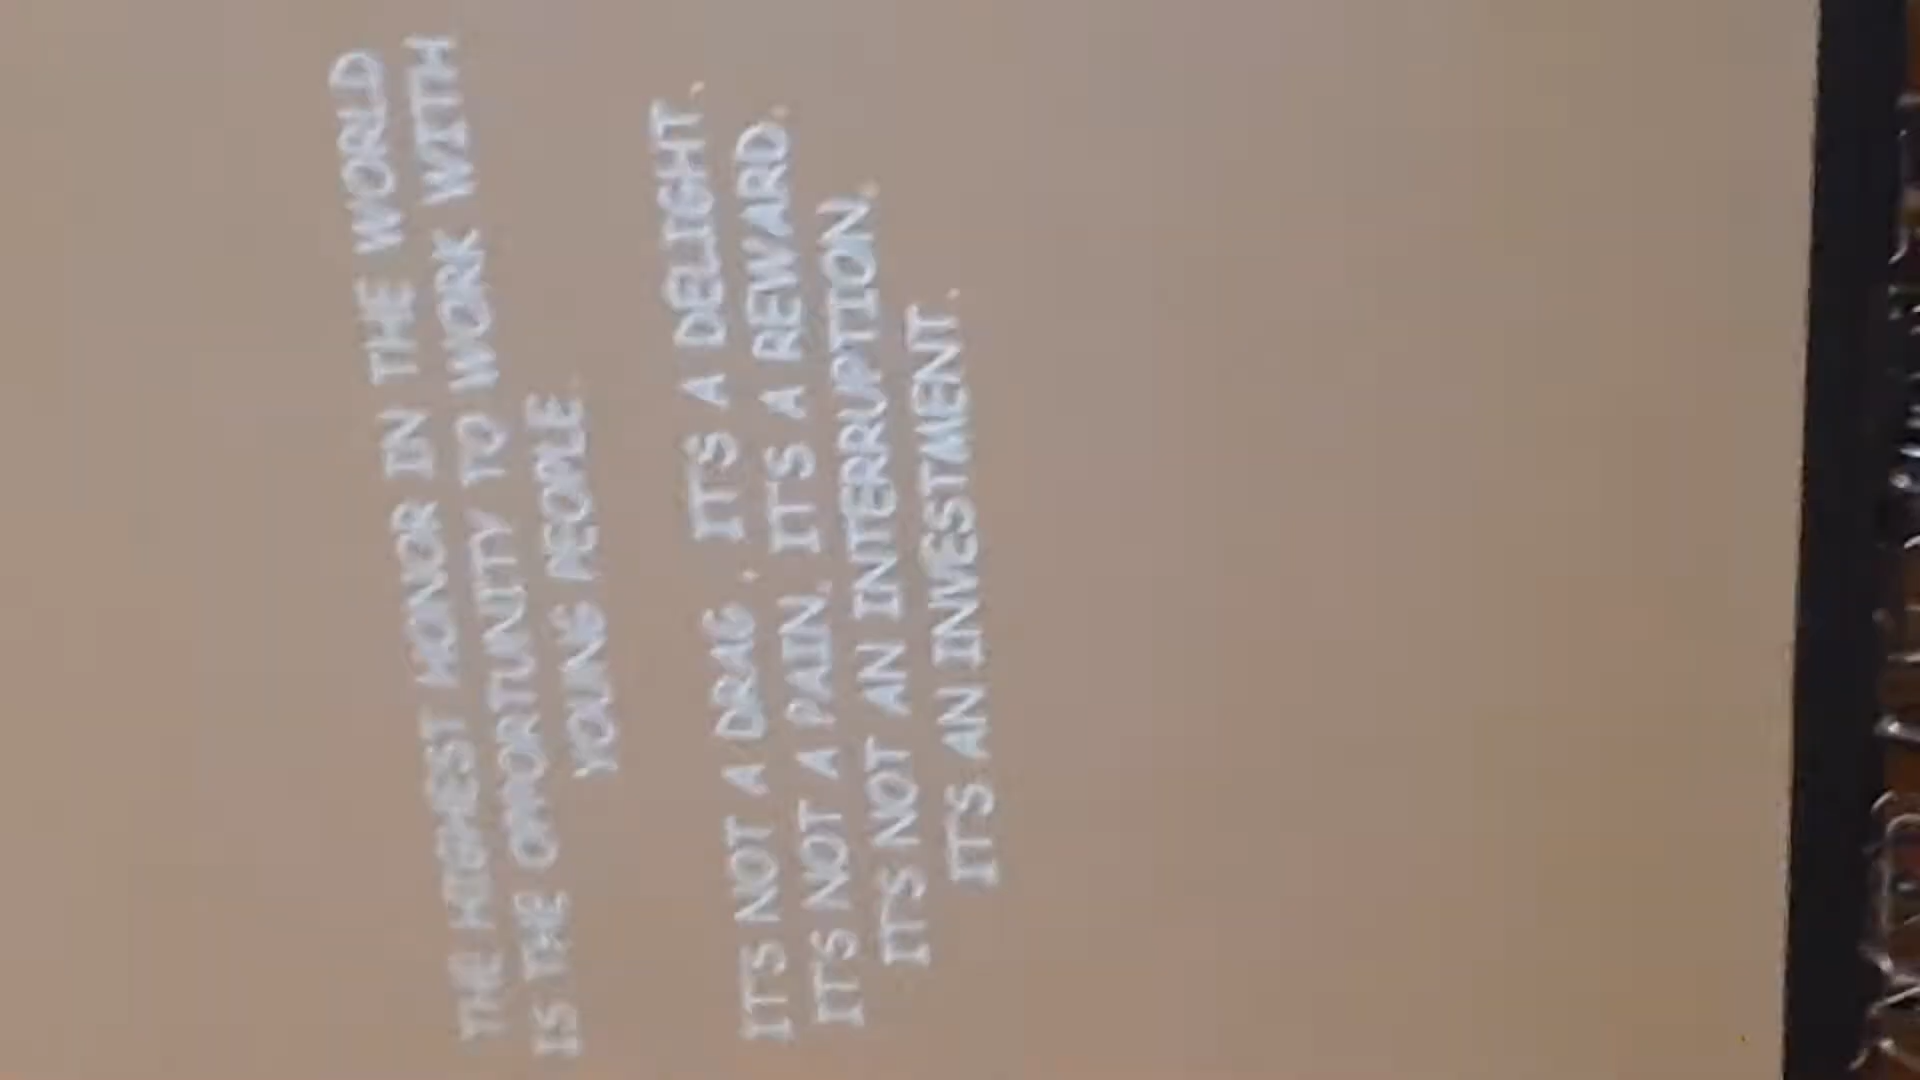 THE HIGHEST HONOR IN THE WORLD
IS THE OPPORTUNITY TO WORK WITH
YOUNG PEOPLE.
IT'S NOT A DRAG. IT'S A DELIGHT.
IT'S NOT A PAIN. IT'S A REWARD.
IT'S NOT AN INTERRUPTION.
IT'S AN INVESTMENT.